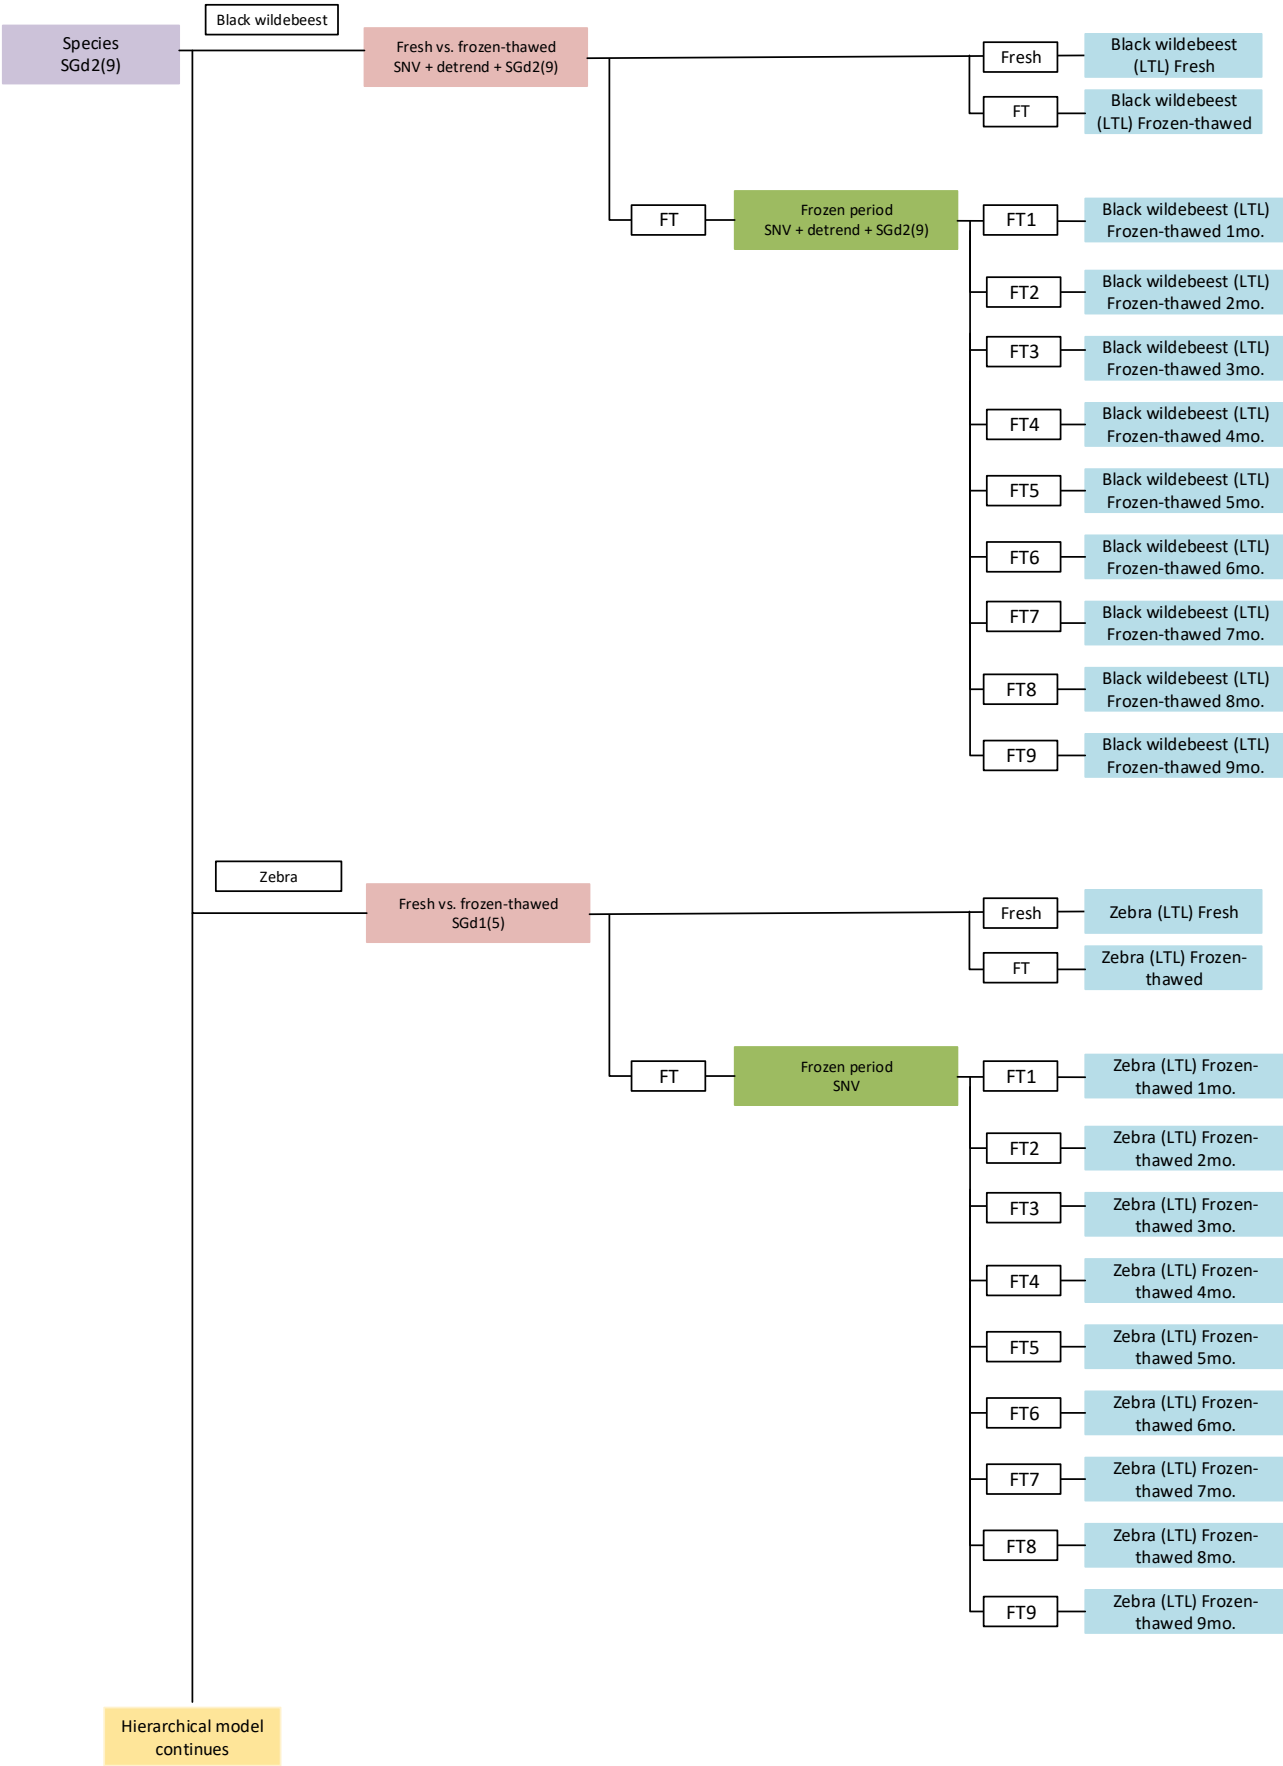 Black wildebeest
Species
SGd2(9)
Fresh vs. frozen-thawed
SNV + detrend + SGd2(9)
Fresh
Black wildebeest
(LTL) Fresh
FT
Black wildebeest
(LTL) Frozen-thawed
FT
Frozen period
SNV + detrend + SGd2(9)
FT1
Black wildebeest (LTL)
Frozen-thawed 1mo.
FT2
Black wildebeest (LTL)
Frozen-thawed 2mo.
FT3
Black wildebeest (LTL)
Frozen-thawed 3mo.
FT4
Black wildebeest (LTL)
Frozen-thawed 4mo.
FT5
Black wildebeest (LTL)
Frozen-thawed 5mo.
FT6
Black wildebeest (LTL)
Frozen-thawed 6mo.
FT7
Black wildebeest (LTL)
Frozen-thawed 7mo.
FT8
Black wildebeest (LTL)
Frozen-thawed 8mo.
FT9
Black wildebeest (LTL)
Frozen-thawed 9mo.
Zebra
Fresh vs. frozen-thawed
SGd1(5)
Fresh
Zebra (LTL) Fresh
FT
Zebra (LTL) Frozen-
thawed
FT
Frozen period
SNV
FT1
Zebra (LTL) Frozen-
thawed 1mo.
FT2
Zebra (LTL) Frozen-
thawed 2mo.
FT3
Zebra (LTL) Frozen-
thawed 3mo.
FT4
Zebra (LTL) Frozen-
thawed 4mo.
FT5
Zebra (LTL) Frozen-
thawed 5mo.
FT6
Zebra (LTL) Frozen-
thawed 6mo.
FT7
Zebra (LTL) Frozen-
thawed 7mo.
FT8
Zebra (LTL) Frozen-
thawed 8mo.
FT9
Zebra (LTL) Frozen-
thawed 9mo.
Hierarchical model
continues